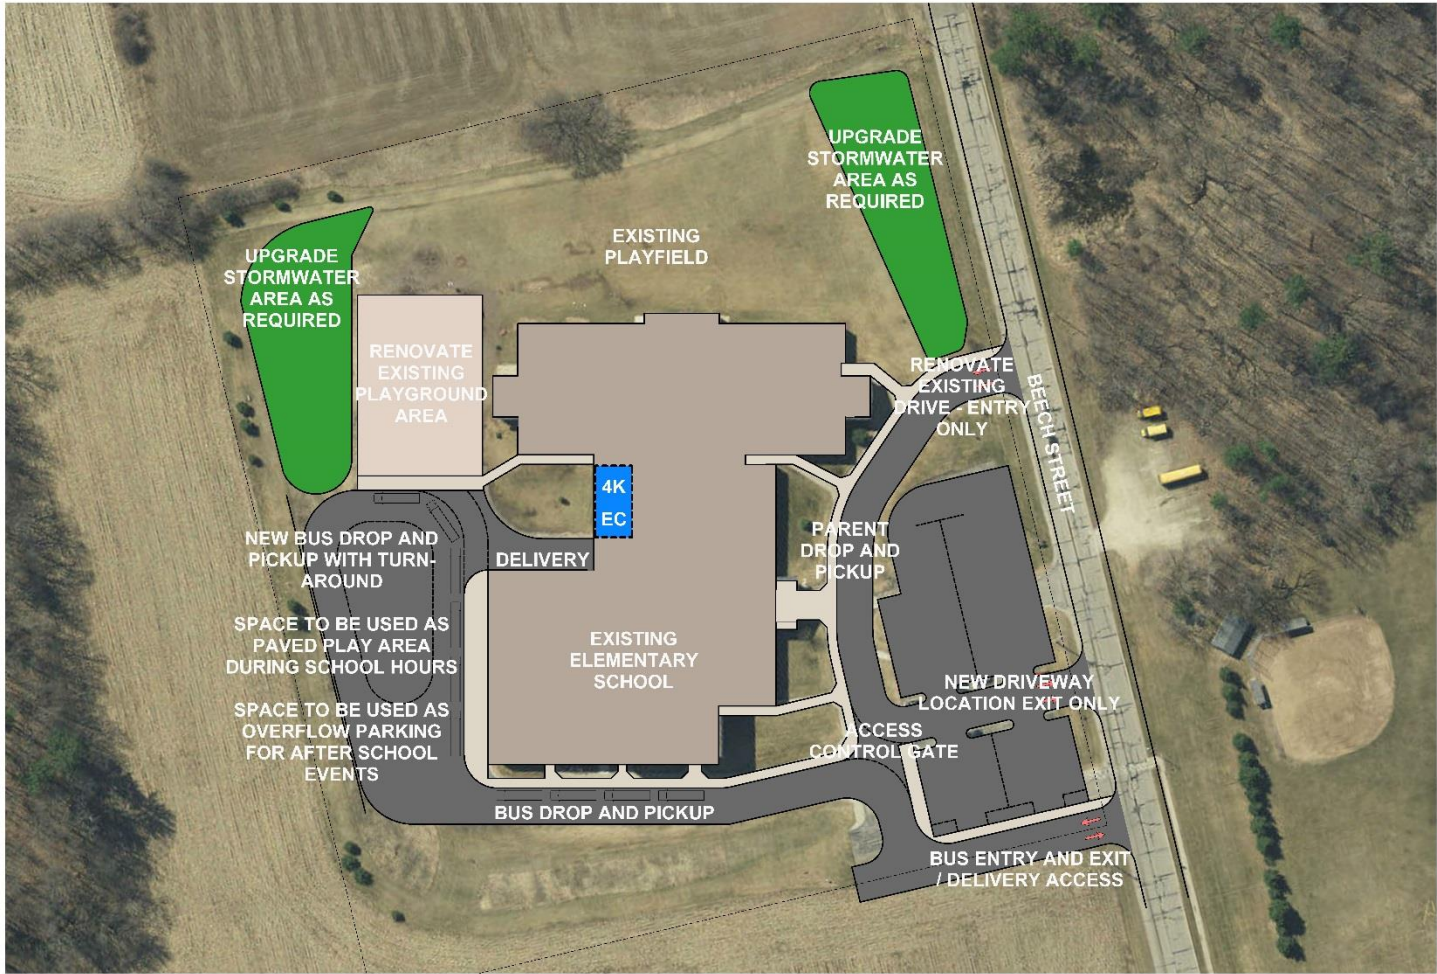 UPGRADE
STORMWATER
AREA AS
REQUIRED
EXISTING
PLAYFIELD
UPGRADE
STORMWATER
AREA AS
REQUIRED
RENOVATE
EXISTING
PLAYGROUND
AREA
RENOVATE
EXISTING
DRIVE - ENTRY
ONLY
BEECH STREET
4K
EC
NEW BUS DROP AND
PICKUP WITH TURN-
AROUND
DELIVERY
PARENT
DROP AND
PICKUP
SPACE TO BE USED AS
PAVED PLAY AREA
DURING SCHOOL HOURS
EXISTING
ELEMENTARY
SCHOOL
NEW DRIVEWAY
LOCATION EXIT ONLY
SPACE TO BE USED AS
OVERFLOW PARKING
FOR AFTER SCHOOL
EVENTS
ACCESS
CONTROL GATE
BUS DROP AND PICKUP
BUS ENTRY AND EXIT
/ DELIVERY ACCESS